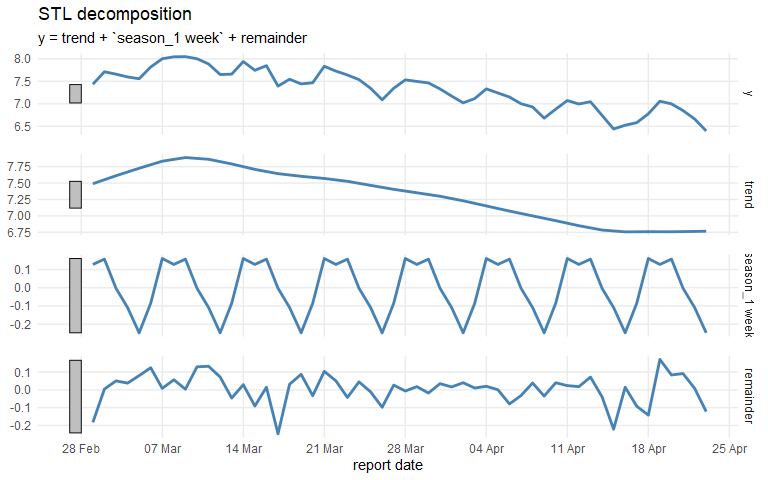 STL decomposition
y = trend + `season_1 week` + remainder
8.0
7.5
7.0
6.5
y
7.75
7.50
7.25
7.00
6.75
trend
0.1
0.0
-0.1
-0.2
season_1 week
0.1
0.0
-0.1
-0.2
remainder
28 Feb 07 Mar 14 Mar 21 Mar 28 Mar 04 Apr 11 Apr 18 Apr 25 Apr
report date